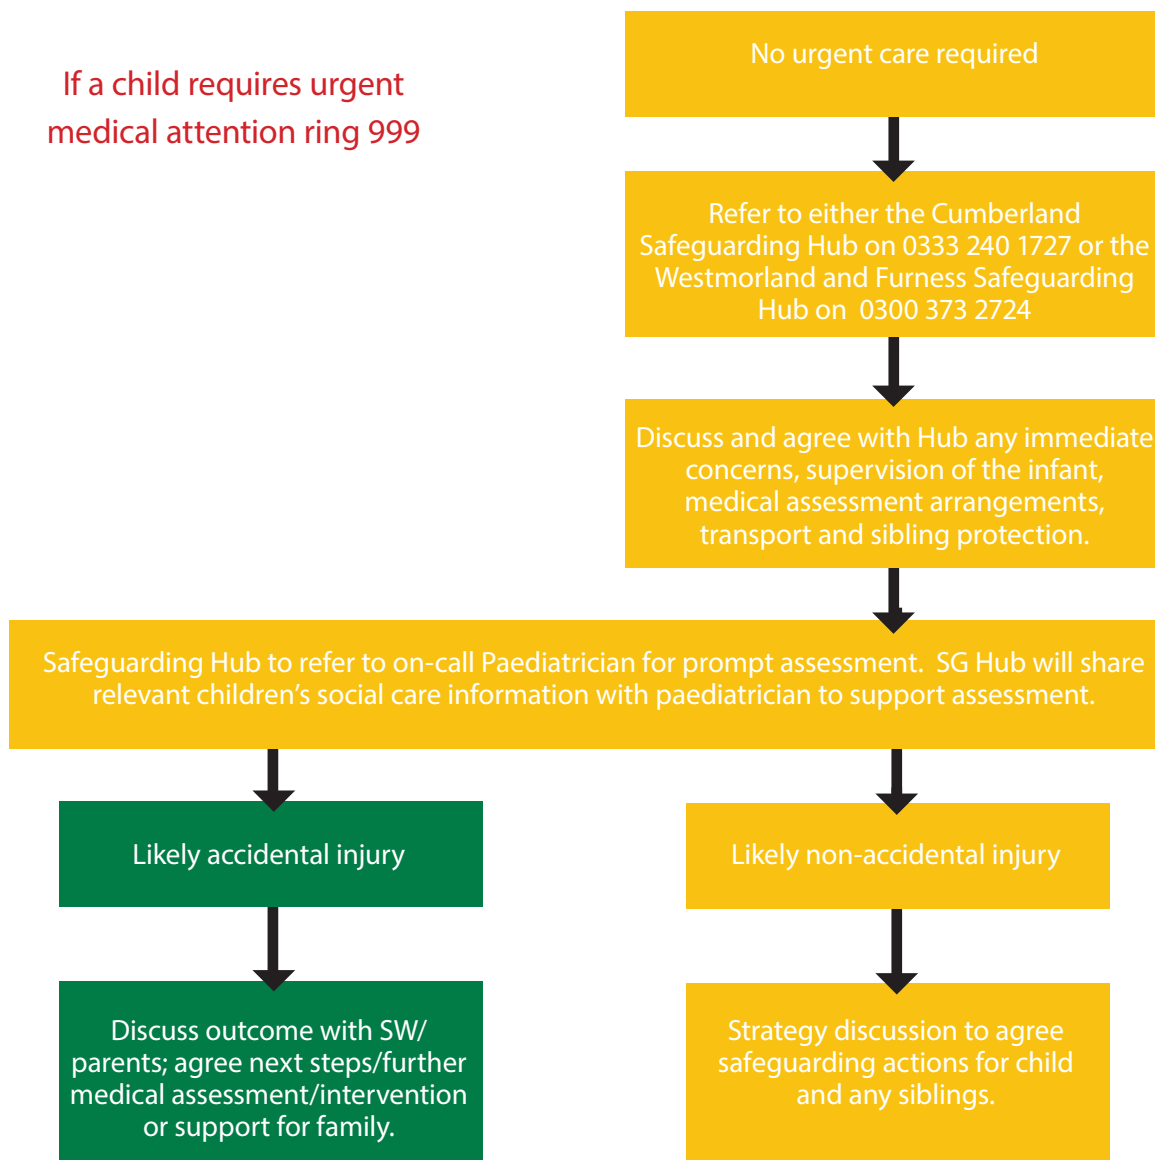 If a child requires urgent
medical attention ring 999
No urgent care required
Refer to either the Cumberland
Safeguarding Hub on 0333 240 1727 or the
Westmorland and Furness Safeguarding
Hub on  0300 373 2724
Discuss and agree with Hub any immediate
concerns, supervision of the infant,
medical assessment arrangements,
transport and sibling protection.
Safeguarding Hub to refer to on-call Paediatrician for prompt assessment.  SG Hub will share
relevant children’s social care information with paediatrician to support assessment.
Likely accidental injury
Likely non-accidental injury
Discuss outcome with SW/
parents; agree next steps/further
medical assessment/intervention
or support for family.
Strategy discussion to agree
safeguarding actions for child
and any siblings.